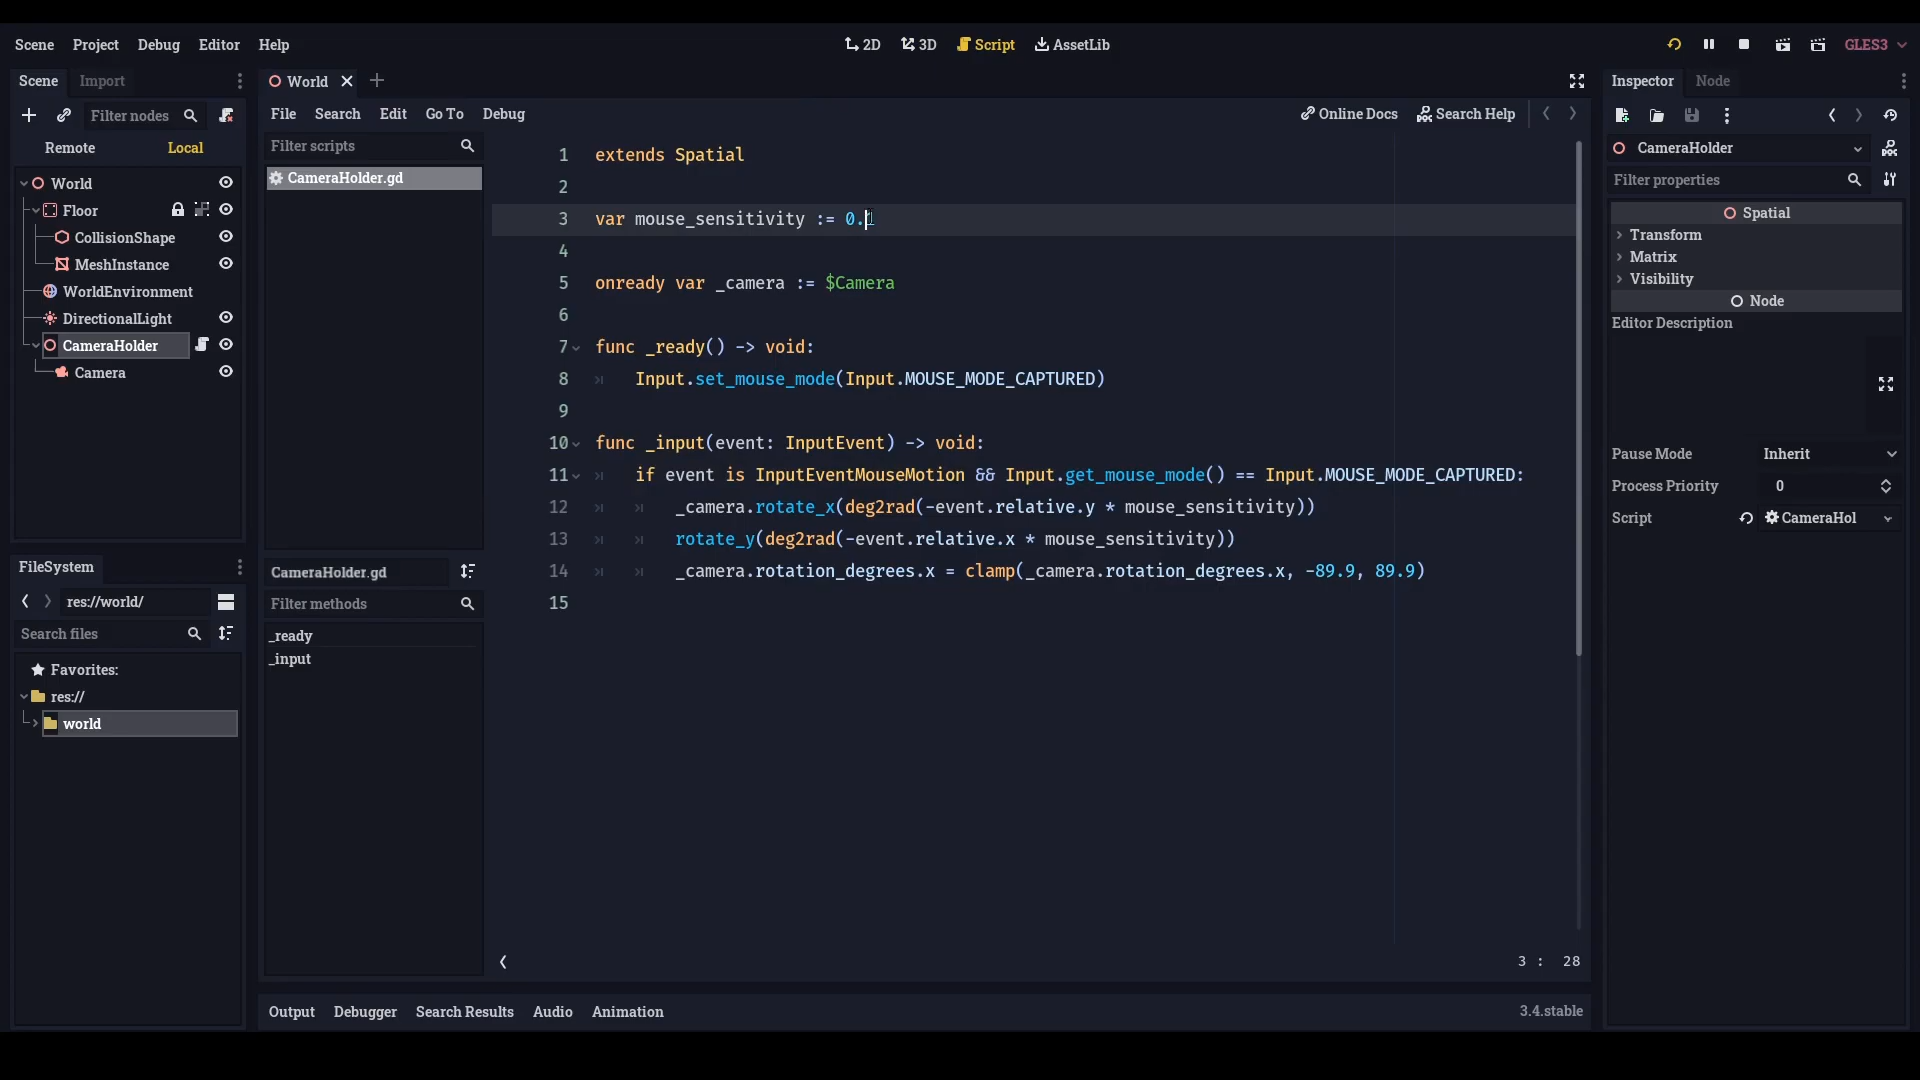 Scene Project Debug Editor Help
2D 3D Script AssetLib
GLES3
Scene Import
Filter nodes
Remote Local
World
Floor
CollisionShape
MeshInstance
WorldEnvironment
DirectionalLight
CameraHolder
Camera
FileSystem
res://world/
Search files
Favorites:
res://
world
World
File Search Edit Go To Debug
Online Docs Search Help
Filter scripts
CameraHolder.gd
CameraHolder.gd
Filter methods
_ready
_input
1 extends Spatial
2
3 var mouse_sensitivity := 0.
4
5 onready var _camera := $Camera
6
7 func _ready() -> void:
8 Input.set_mouse_mode(Input.MOUSE_MODE_CAPTURED)
9
10 func _input(event: InputEvent) -> void:
11 if event is InputEventMouseMotion && Input.get_mouse_mode() == Input.MOUSE_MODE_CAPTURED:
12 _camera.rotate_x(deg2rad(-event.relative.y * mouse_sensitivity))
13 rotate_y(deg2rad(-event.relative.x * mouse_sensitivity))
14 _camera.rotation_degrees.x = clamp(_camera.rotation_degrees.x, -89.9, 89.9)
15
3 : 28
Output Debugger Search Results Audio Animation
3.4.stable
Inspector Node
CameraHolder
Filter properties
Spatial
Transform
Matrix
Visibility
Node
Editor Description
Pause Mode Inherit
Process Priority 0
Script CameraHol